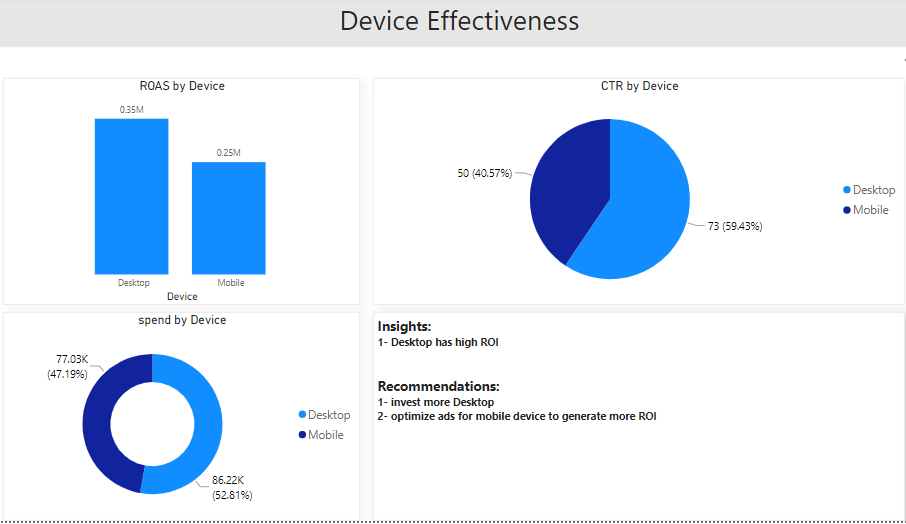 Device Effectiveness
ROAS by Device
0.35M
0.25M
Desktop
Mobile
Device
CTR by Device
50 (40.57%)
73 (59.43%)
Desktop
Mobile
spend by Device
77.03K
(47.19%)
86.22K
(52.81%)
Desktop
Mobile
Insights:
1- Desktop has high ROI
Recommendations:
1- invest more Desktop
2- optimize ads for mobile device to generate more ROI